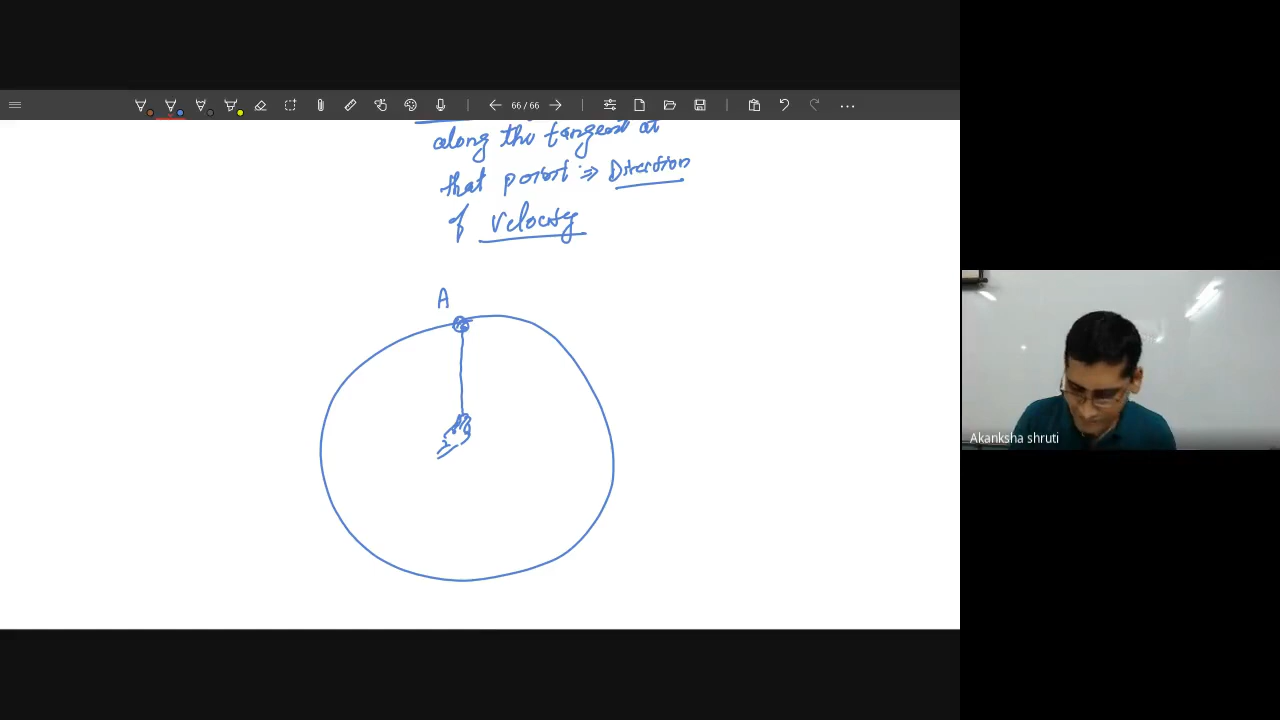 66 / 66
along the tangent at
that point :⇒ Direction
of velocity
A
Akanksha shruti